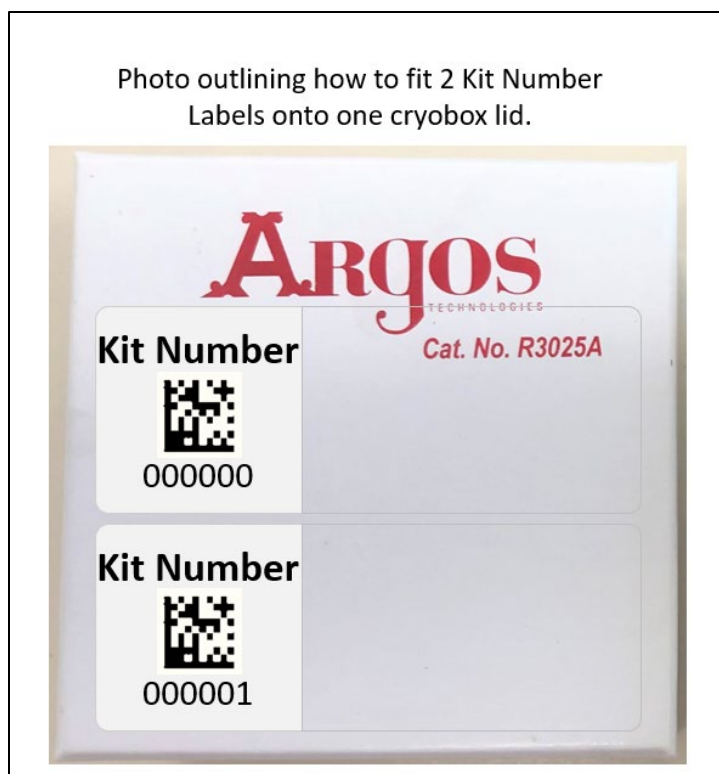 Photo outlining how to fit 2 Kit Number
Labels onto one cryobox lid.
ARGOS
TECHNOLOGIES
Cat. No. R3025A
Kit Number
000000
Kit Number
000001